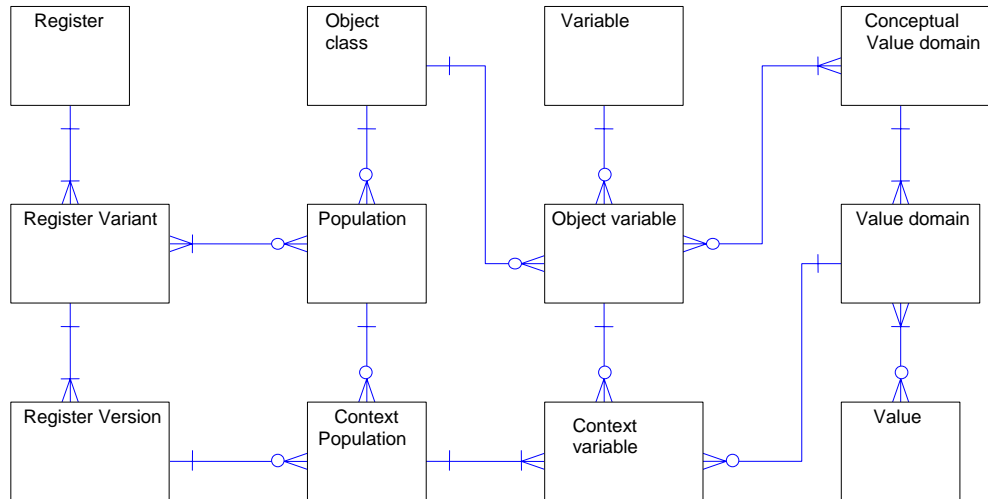 Register
Object
class
Variable
Conceptual
Value domain
Register Variant
Population
Object variable
Value domain
Register Version
Context
Population
Context
variable
Value